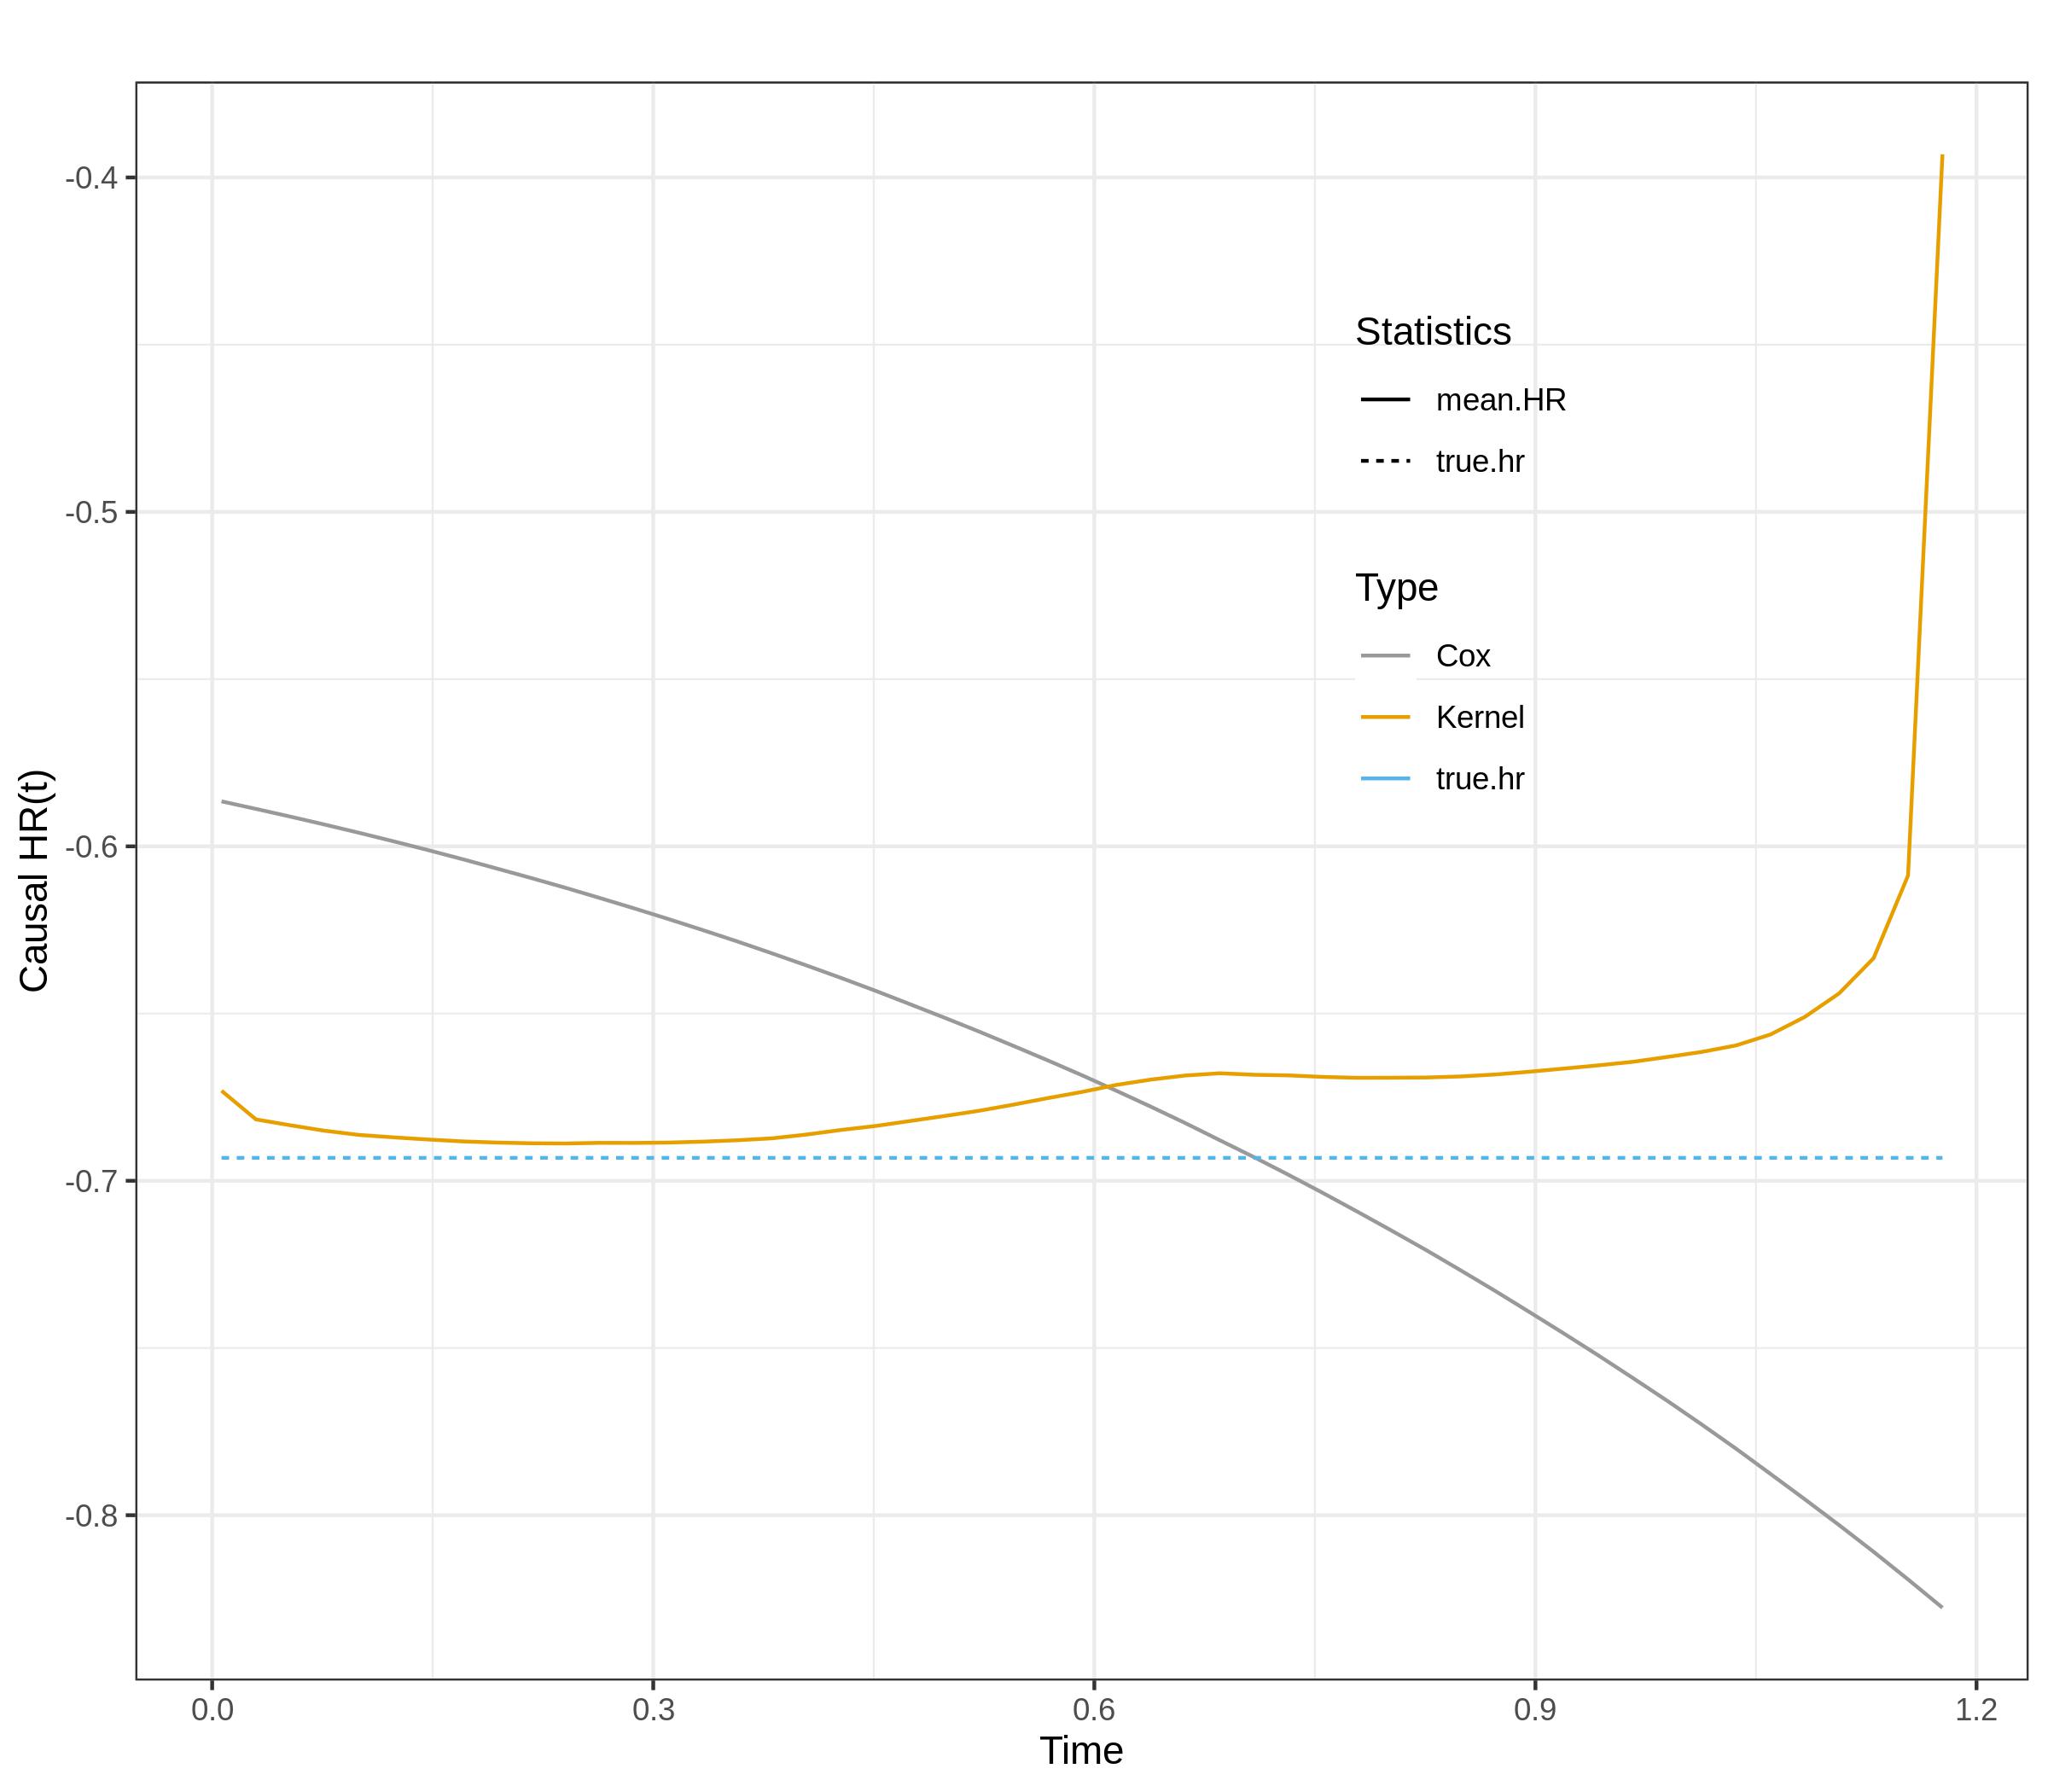 Causal HR(t)
-0.4
-0.5
-0.6
-0.7
-0.8
Statistics
mean.HR
true.hr
Type
Cox
Kernel
true.hr
0.0
0.3
0.6
0.9
1.2
Time